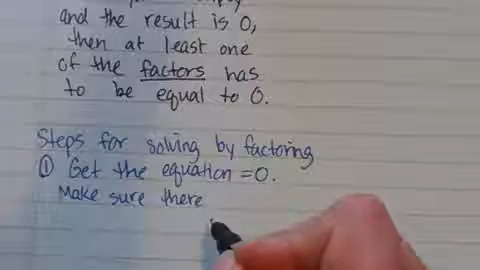 and the result is 0,
then at least one
of the factors has
to be equal to 0.
Steps for solving by factoring
① Get the equation = 0.
Make sure there